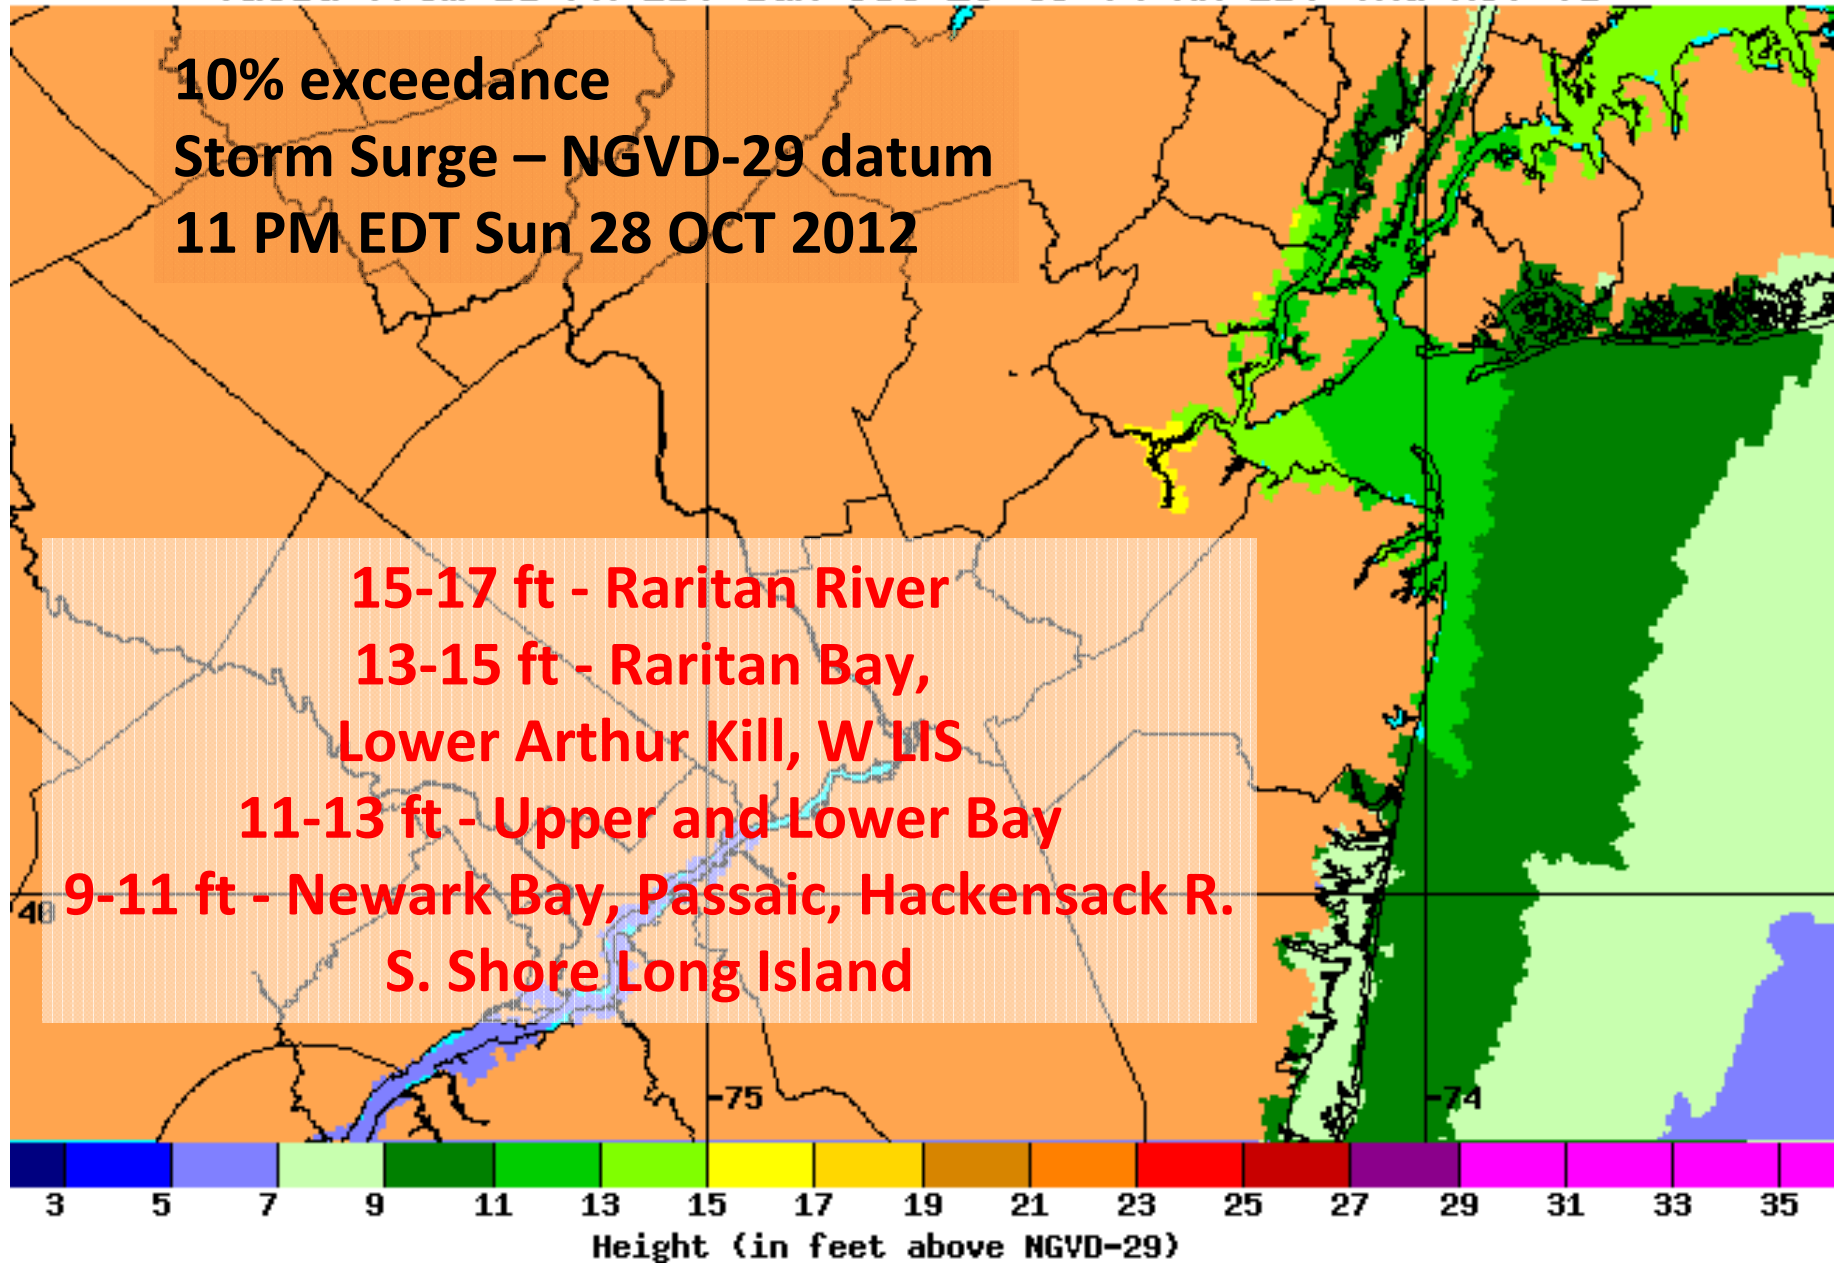 10% exceedance
Storm Surge – NGVD-29 datum
11 PM EDT Sun 28 OCT 2012
15-17 ft - Raritan River
13-15 ft - Raritan Bay,
Lower Arthur Kill, W LIS
11-13 ft - Upper and Lower Bay
9-11 ft - Newark Bay, Passaic, Hackensack R.
40
S. Shore Long Island
-75
-74
3 5 7 9 11 13 15 17 19 21 23 25 27 29 31 33 35
Height (in feet above NGVD-29)